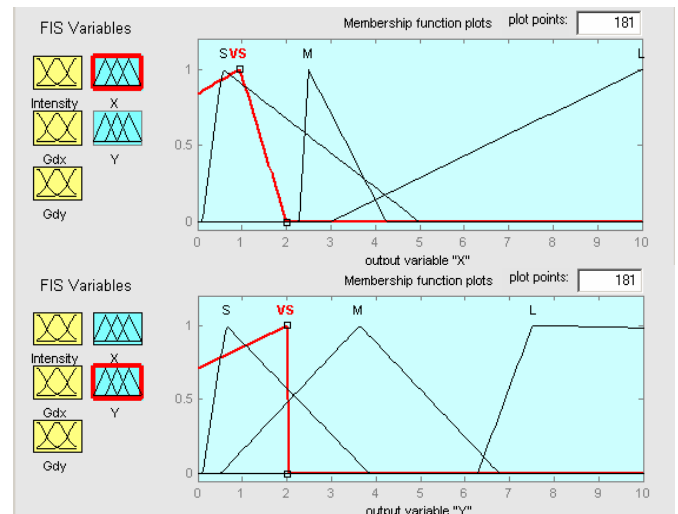 FIS Variables
Membership function plots plot points: 181
S VS M L
Intensity X
Gdx Y
Gdy
1
0.5
0
0 1 2 3 4 5 6 7 8 9 10
output variable "X"
FIS Variables
Membership function plots plot points: 181
S VS M L
Intensity X
Gdx Y
Gdy
1
0.5
0
0 1 2 3 4 5 6 7 8 9 10
output variable "Y"